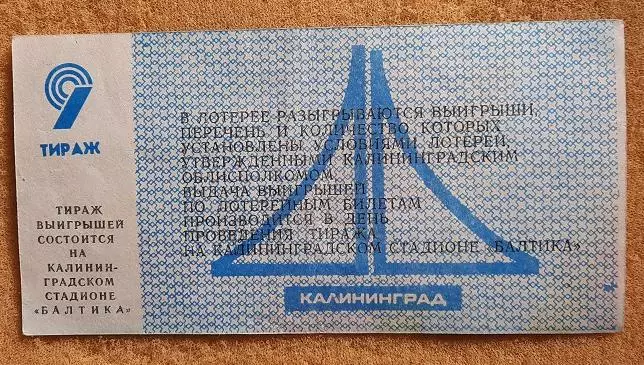 9
ТИРАЖ
ТИРАЖ
ВЫИГРЫШЕЙ
СОСТОИТСЯ
НА
КАЛИНИН-
ГРАДСКОМ
СТАДИОНЕ
«БАЛТИКА»
В ЛОТЕРЕЕ РАЗЫГРЫВАЮТСЯ ВЫИГРЫШИ,
ПЕРЕЧЕНЬ И КОЛИЧЕСТВО КОТОРЫХ
УСТАНОВЛЕНЫ УСЛОВИЯМИ ЛОТЕРЕИ,
УТВЕРЖДЕННЫМИ КАЛИНИНГРАДСКИМ
ОБЛИСПОЛКОМОМ.
ВЫДАЧА ВЫИГРЫШЕЙ
ПО ЛОТЕРЕЙНЫМ БИЛЕТАМ
ПРОИЗВОДИТСЯ В ДЕНЬ
ПРОВЕДЕНИЯ ТИРАЖА
НА КАЛИНИНГРАДСКОМ СТАДИОНЕ «БАЛТИКА»
КАЛИНИНГРАД